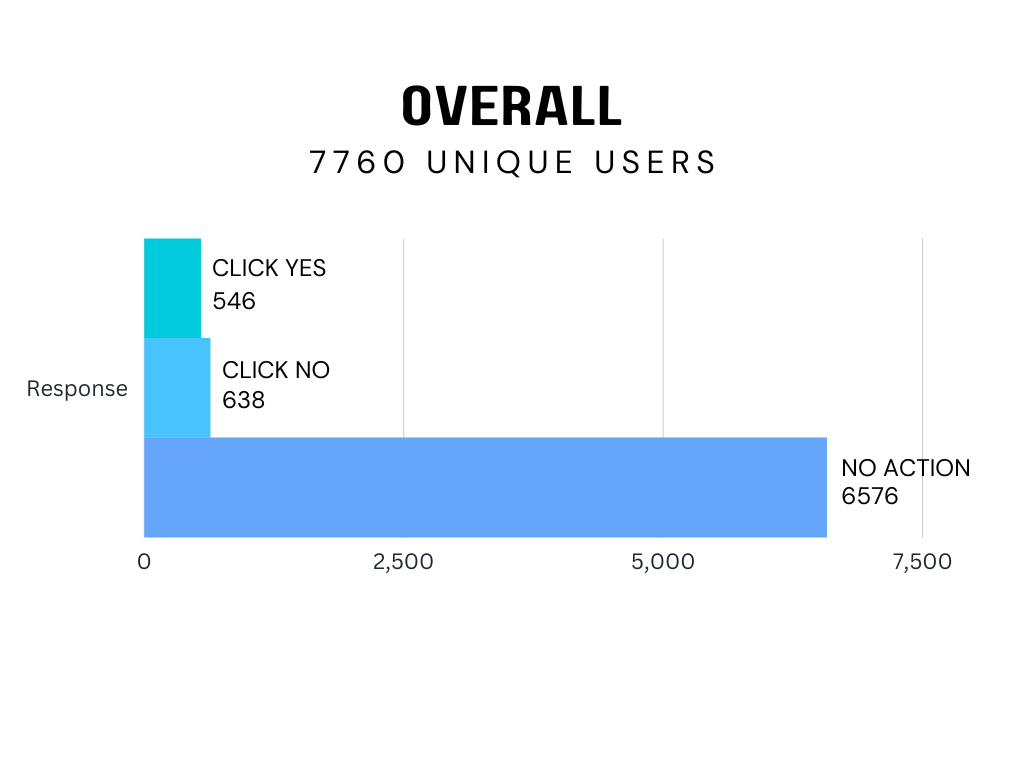 OVERALL
7760 UNIQUE USERS
CLICK YES
546
CLICK NO
638
Response
NO ACTION
6576
0
2,500
5,000
7,500